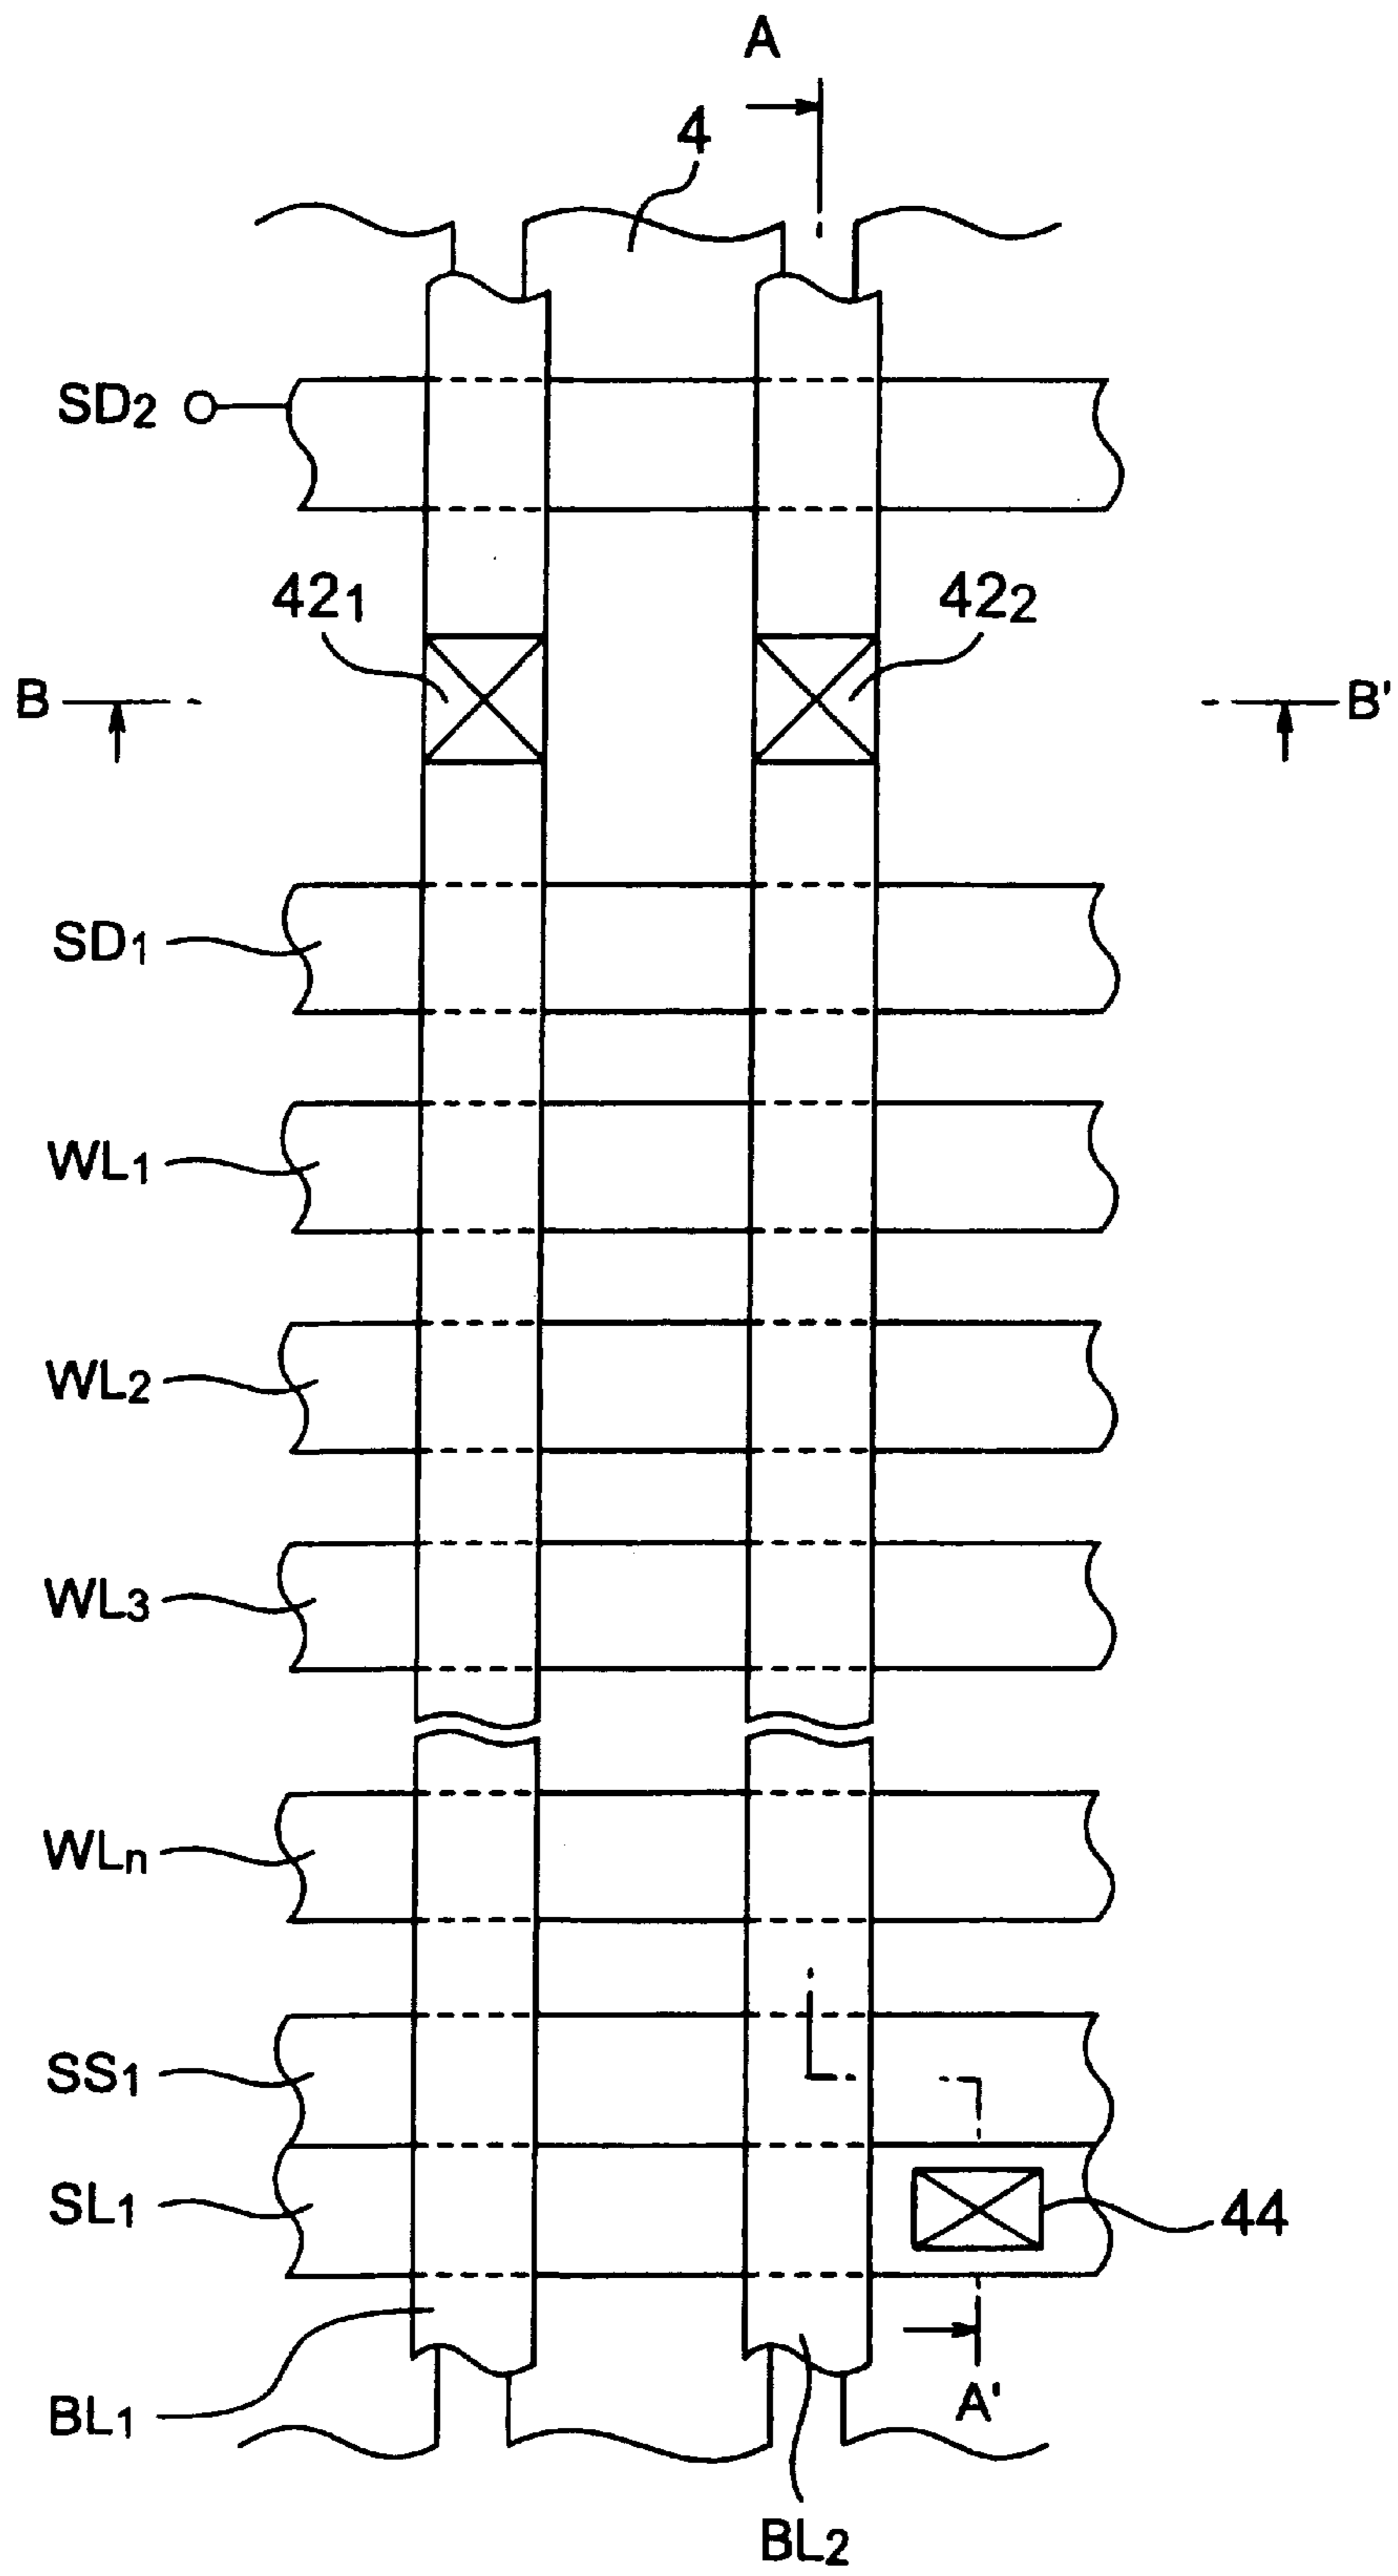 A
4
SD₂
42₁
42₂
B
B'
SD₁
WL₁
WL₂
WL₃
WLₙ
SS₁
SL₁
44
A'
BL₁
BL₂